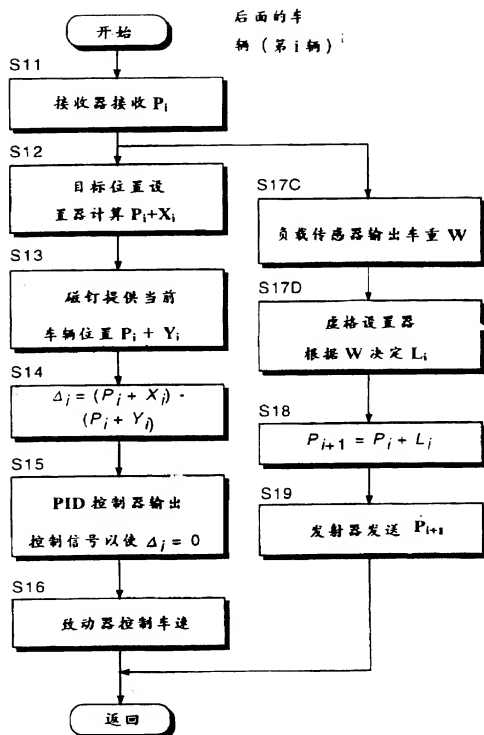 后面的车
辆(第i辆)
开始
S11
接收器接收 Pi
S12
目标位置设
置器计算 Pi+Xi
S13
磁钉提供当前
车辆位置 Pi + Yi
S14
Δi = (Pi + Xi) -
(Pi + Yi)
S15
PID 控制器输出
控制信号以使 Δi = 0
S16
致动器控制车速
返回
S17C
负载传感器输出车重 W
S17D
虚格设置器
根据 W 决定 Li
S18
Pi+1 = Pi + Li
S19
发射器发送 Pi+1